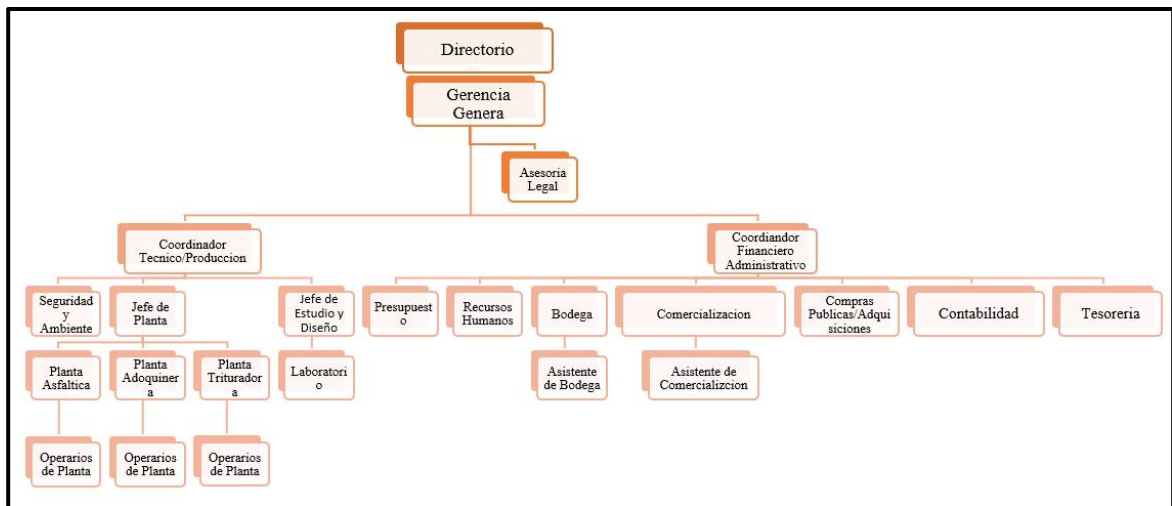 Directorio
Gerencia
Genera
Asesoria
Legal
Coordinador
Tecnico/Produccion
Coordiandor
Financiero
Administrativo
Seguridad
y
Ambiente
Jefe de
Planta
Jefe de
Estudio y
Diseño
Presupuest
o
Recursos
Humanos
Bodega
Comercializacion
Compras
Publicas/Adqui
siciones
Contabilidad
Tesoreria
Planta
Asfaltica
Planta
Adoquiner
a
Planta
Triturador
a
Laboratori
o
Asistente
de Bodega
Asistente de
Comercializcion
Operarios
de Planta
Operarios
de Planta
Operarios
de Planta